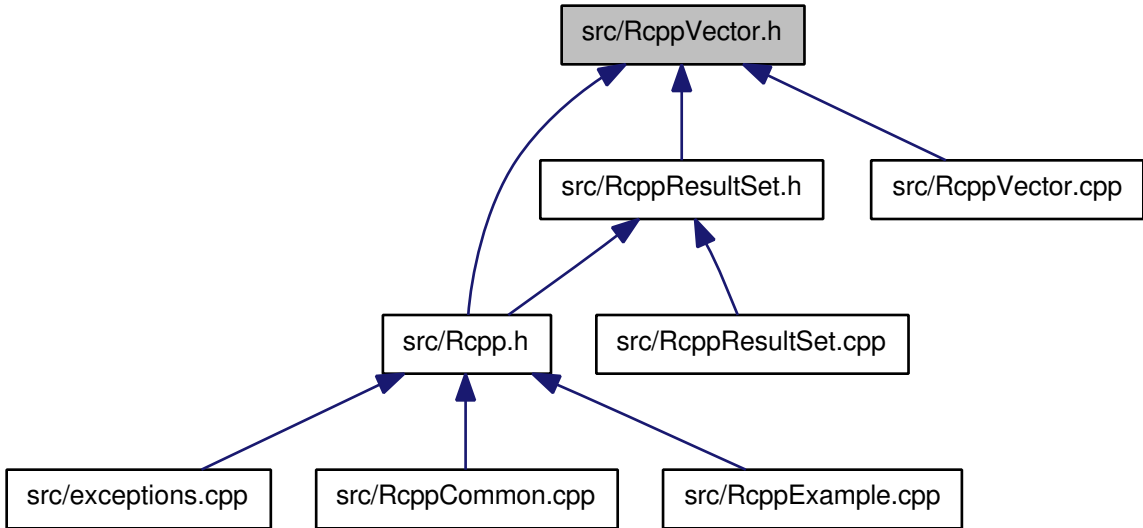 src/RcppVector.h
src/RcppResultSet.h
src/RcppVector.cpp
src/Rcpp.h
src/RcppResultSet.cpp
src/exceptions.cpp
src/RcppCommon.cpp
src/RcppExample.cpp